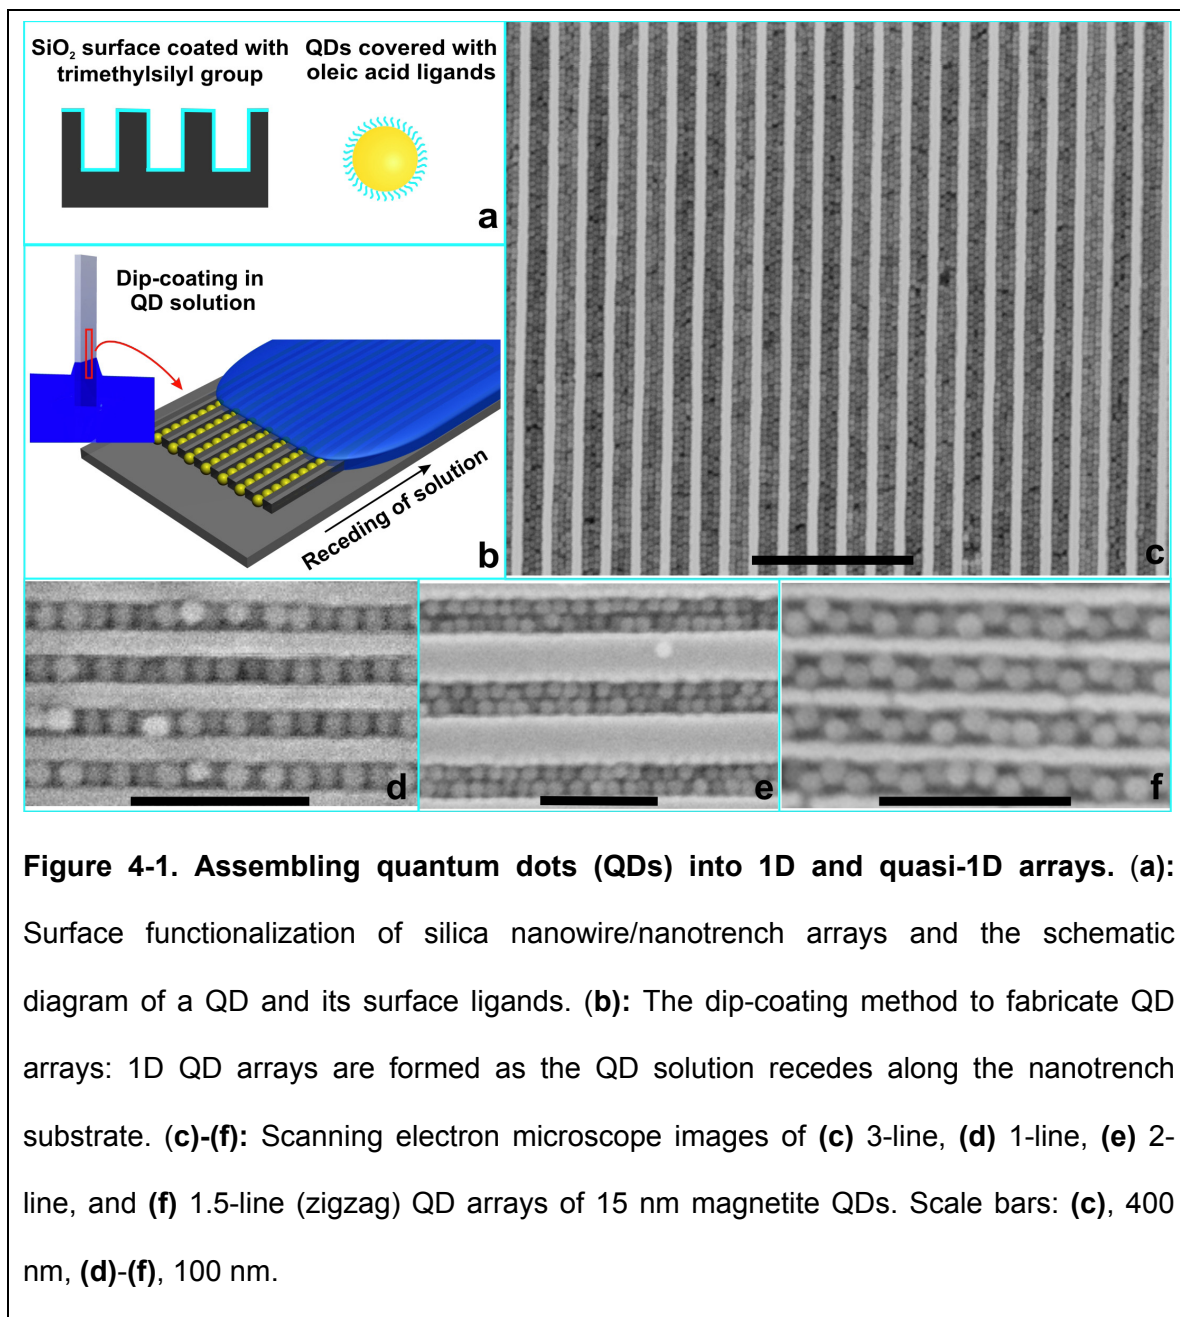 SiO₂ surface coated with
trimethylsilyl group
QDs covered with
oleic acid ligands
a
Dip-coating in
QD solution
Receding of solution
b
c
d
e
f
Figure 4-1. Assembling quantum dots (QDs) into 1D and quasi-1D arrays. (a):
Surface functionalization of silica nanowire/nanotrench arrays and the schematic
diagram of a QD and its surface ligands. (b): The dip-coating method to fabricate QD
arrays: 1D QD arrays are formed as the QD solution recedes along the nanotrench
substrate. (c)-(f): Scanning electron microscope images of (c) 3-line, (d) 1-line, (e) 2-
line, and (f) 1.5-line (zigzag) QD arrays of 15 nm magnetite QDs. Scale bars: (c), 400
nm, (d)-(f), 100 nm.